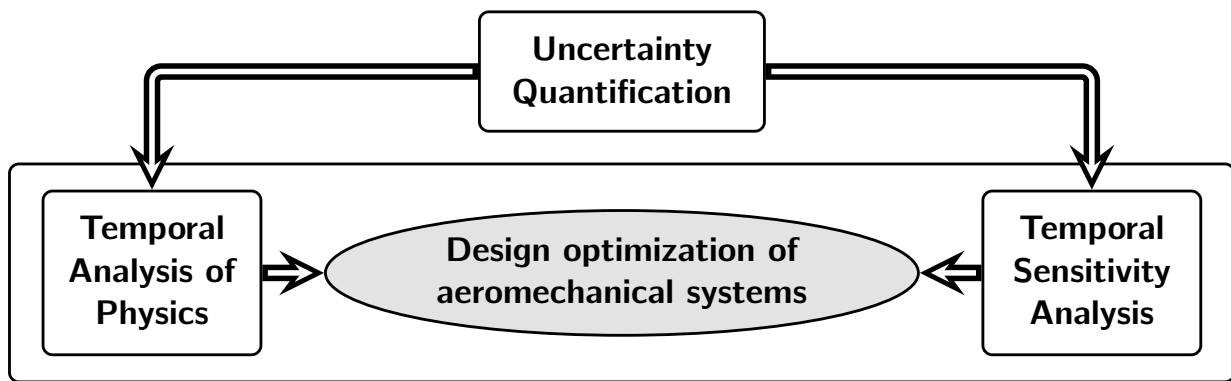 Uncertainty
Quantification
Temporal
Analysis of
Physics
Design optimization of
aeromechanical systems
Temporal
Sensitivity
Analysis